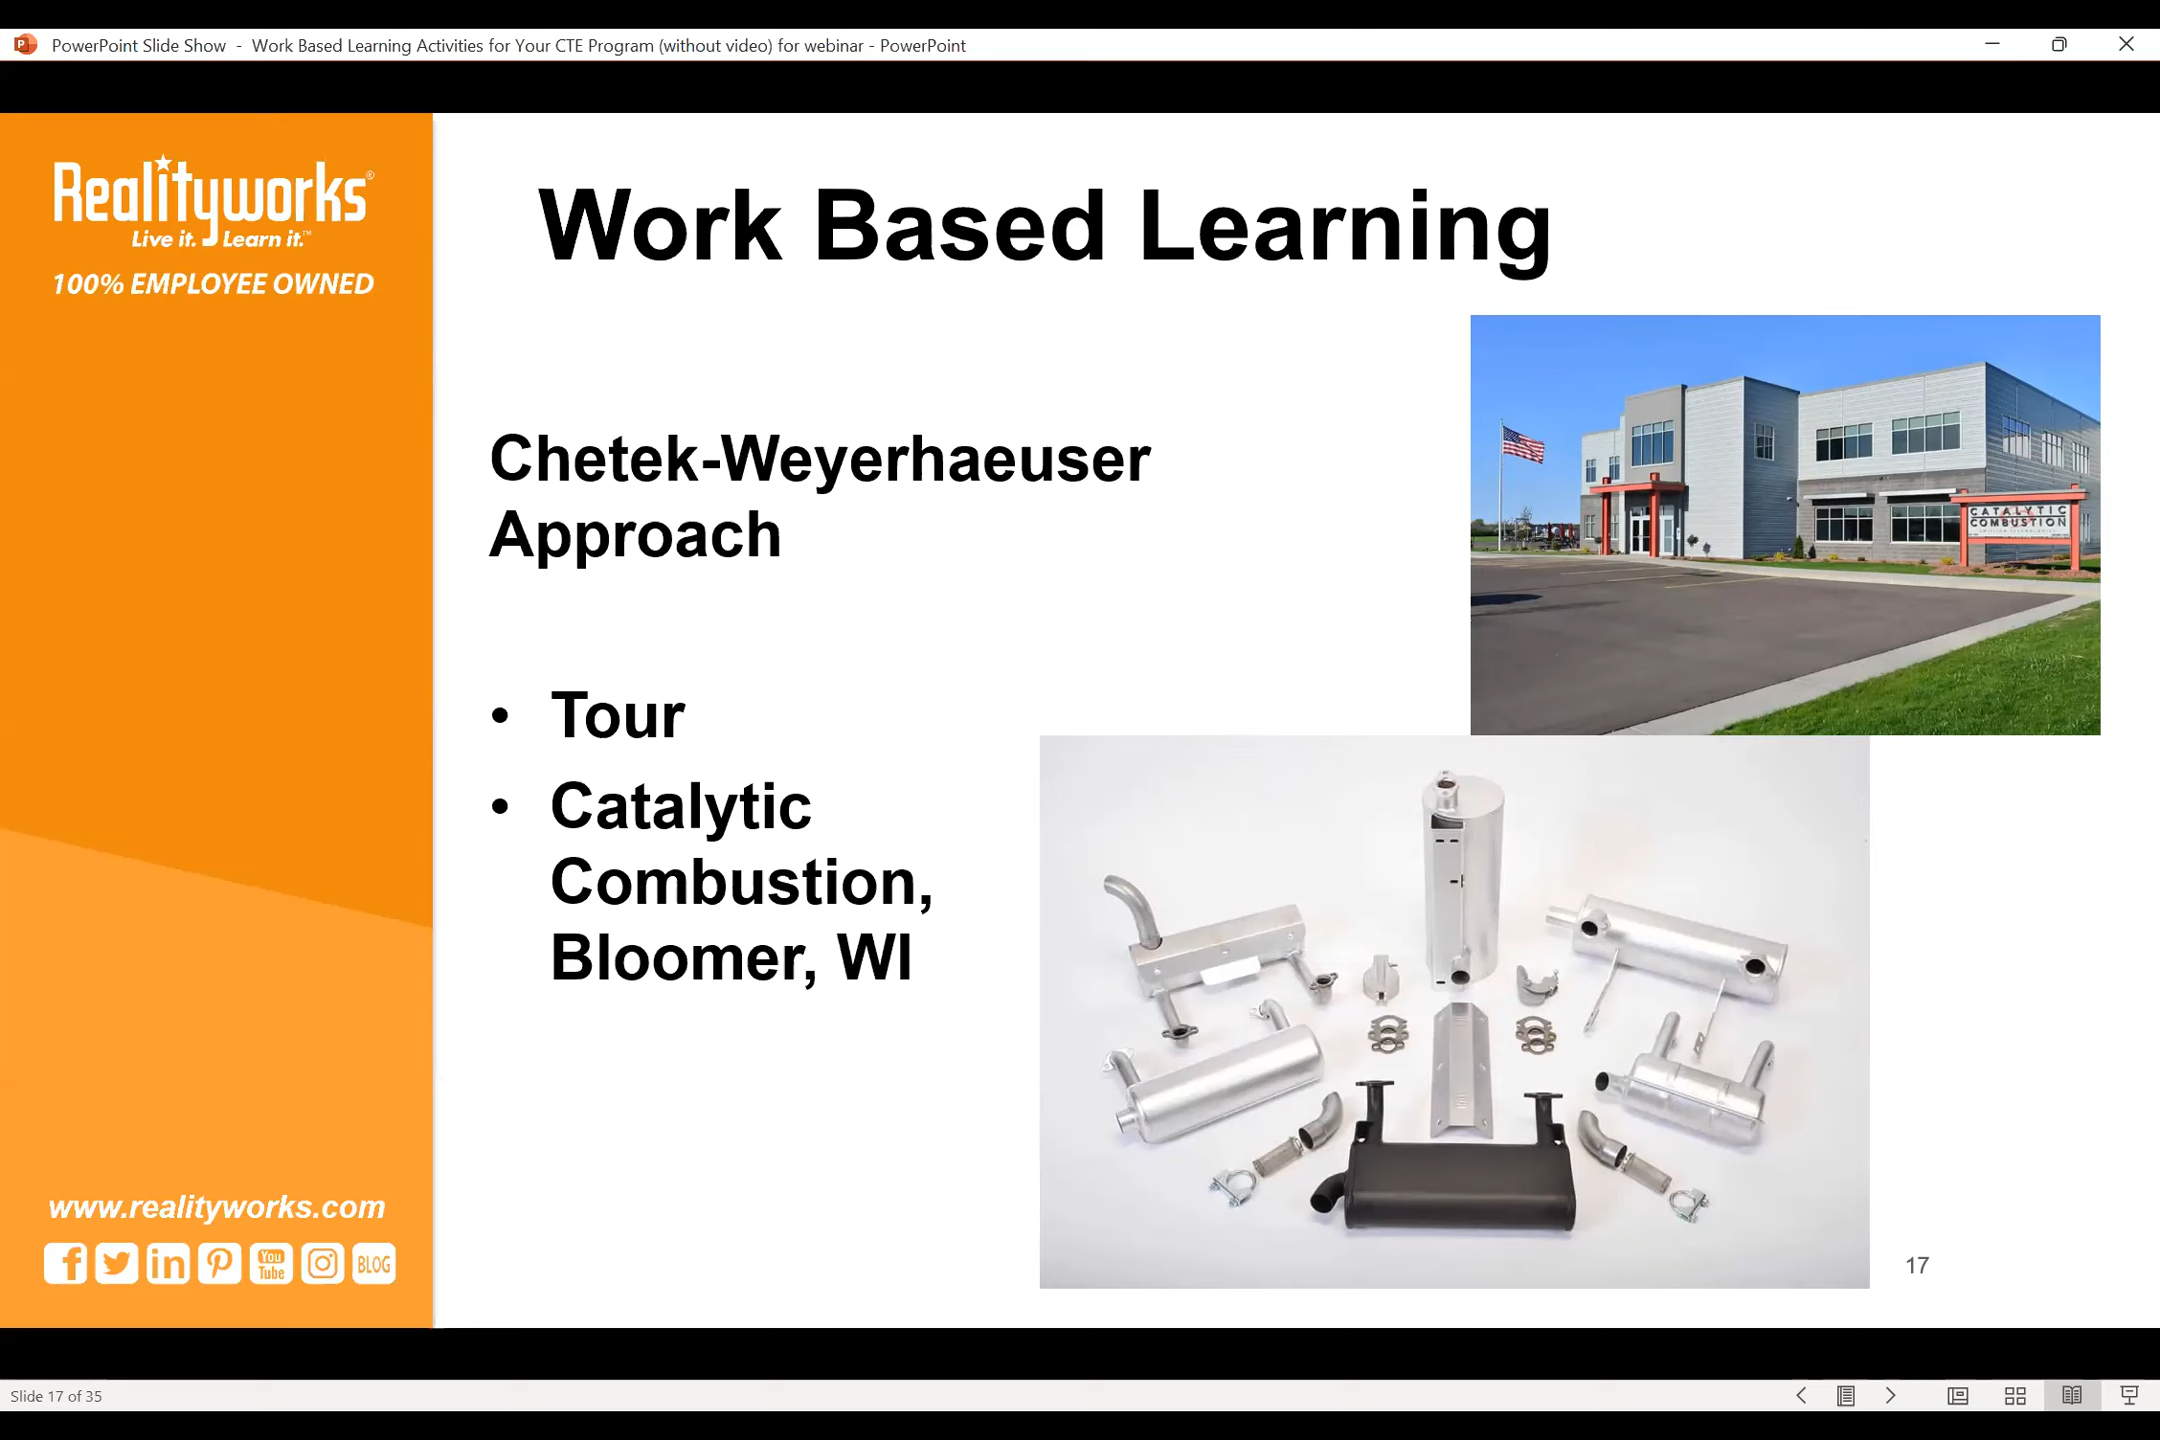 PowerPoint Slide Show - Work Based Learning Activities for Your CTE Program (without video) for webinar - PowerPoint
Realityworks®
Live it. Learn it.™
100% EMPLOYEE OWNED
Work Based Learning
Chetek-Weyerhaeuser
Approach
• Tour
• Catalytic
Combustion,
Bloomer, WI
CATALYTIC
COMBUSTION
www.realityworks.com
You
Tube
BLOG
17
Slide 17 of 35